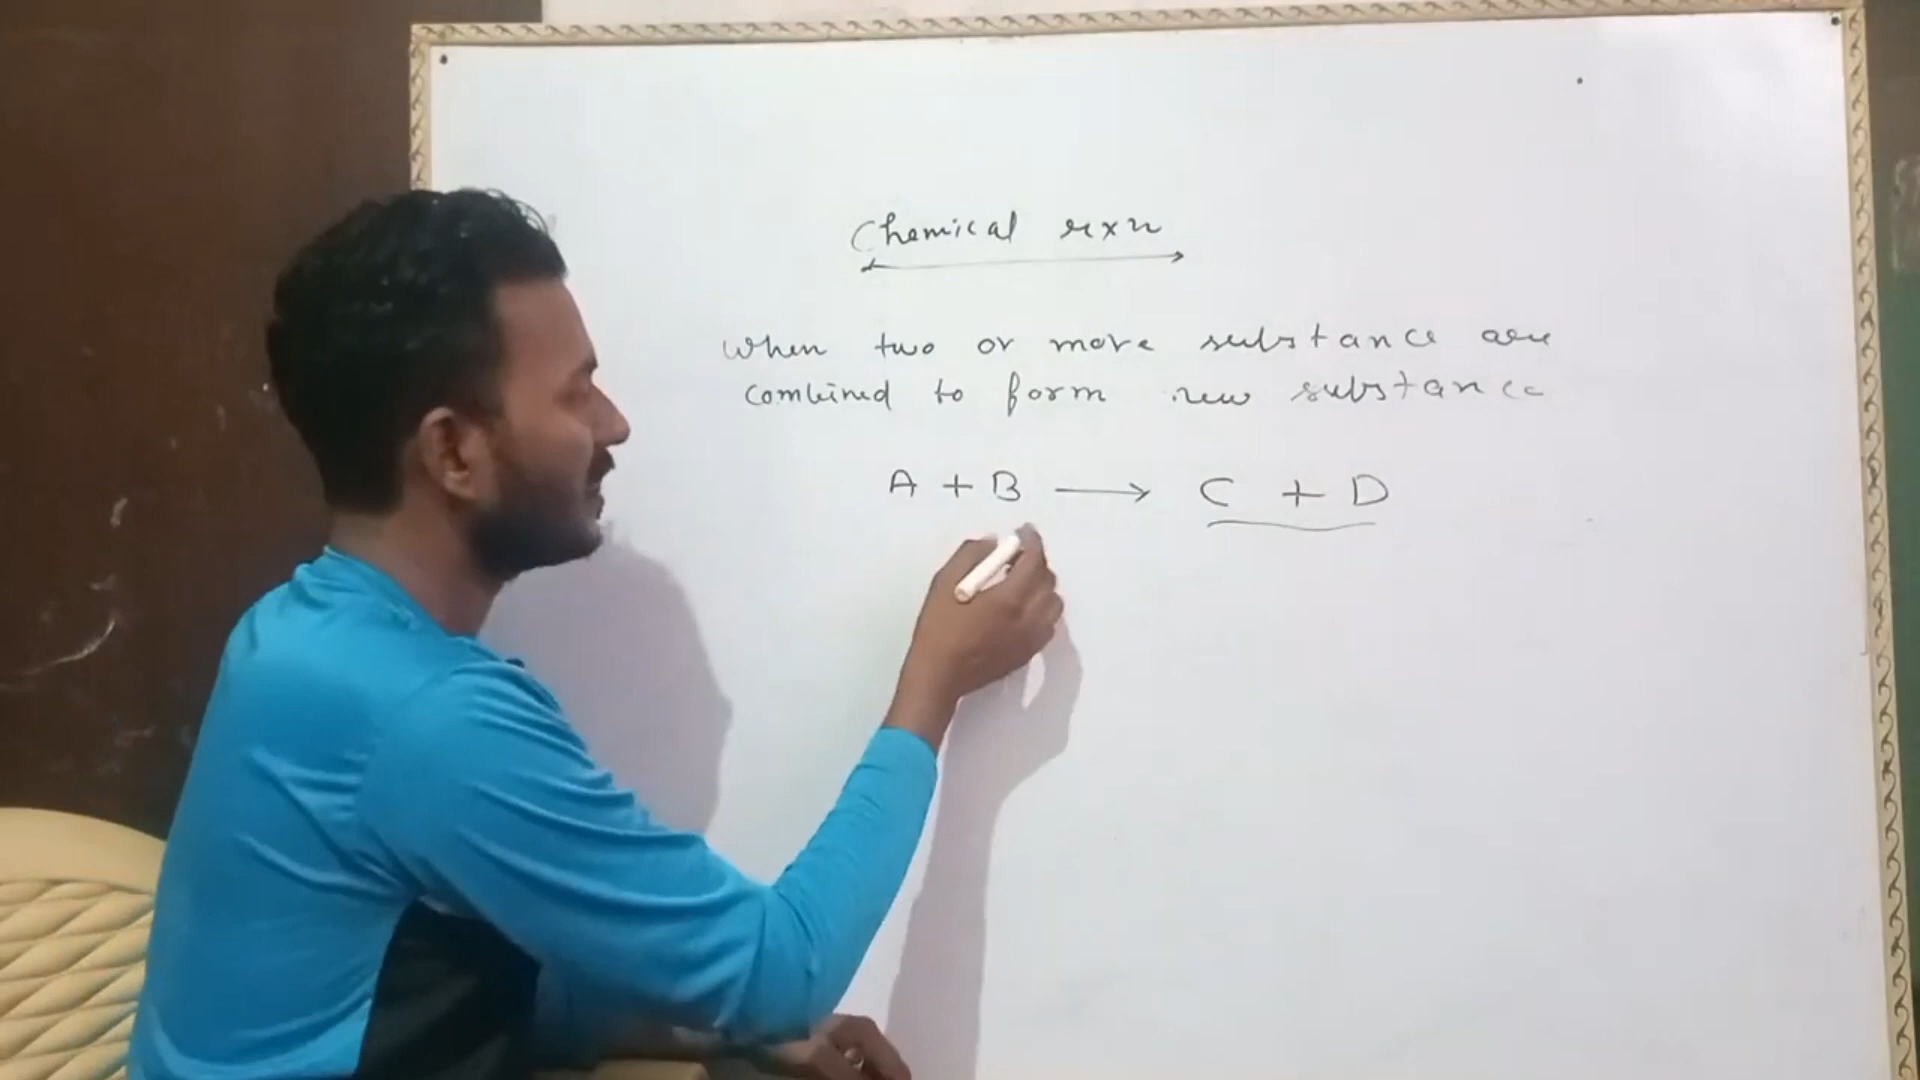 Chemical rxn
When two or more substance are
combined to form new substance
A + B → C + D